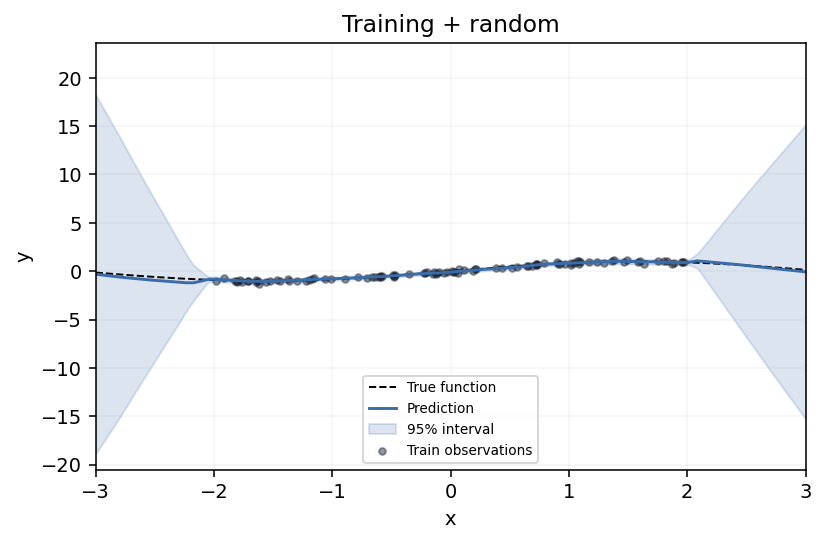 Training + random
y
20
15
10
5
0
−5
−10
−15
−20
True function
Prediction
95% interval
Train observations
−3 −2 −1 0 1 2 3
x